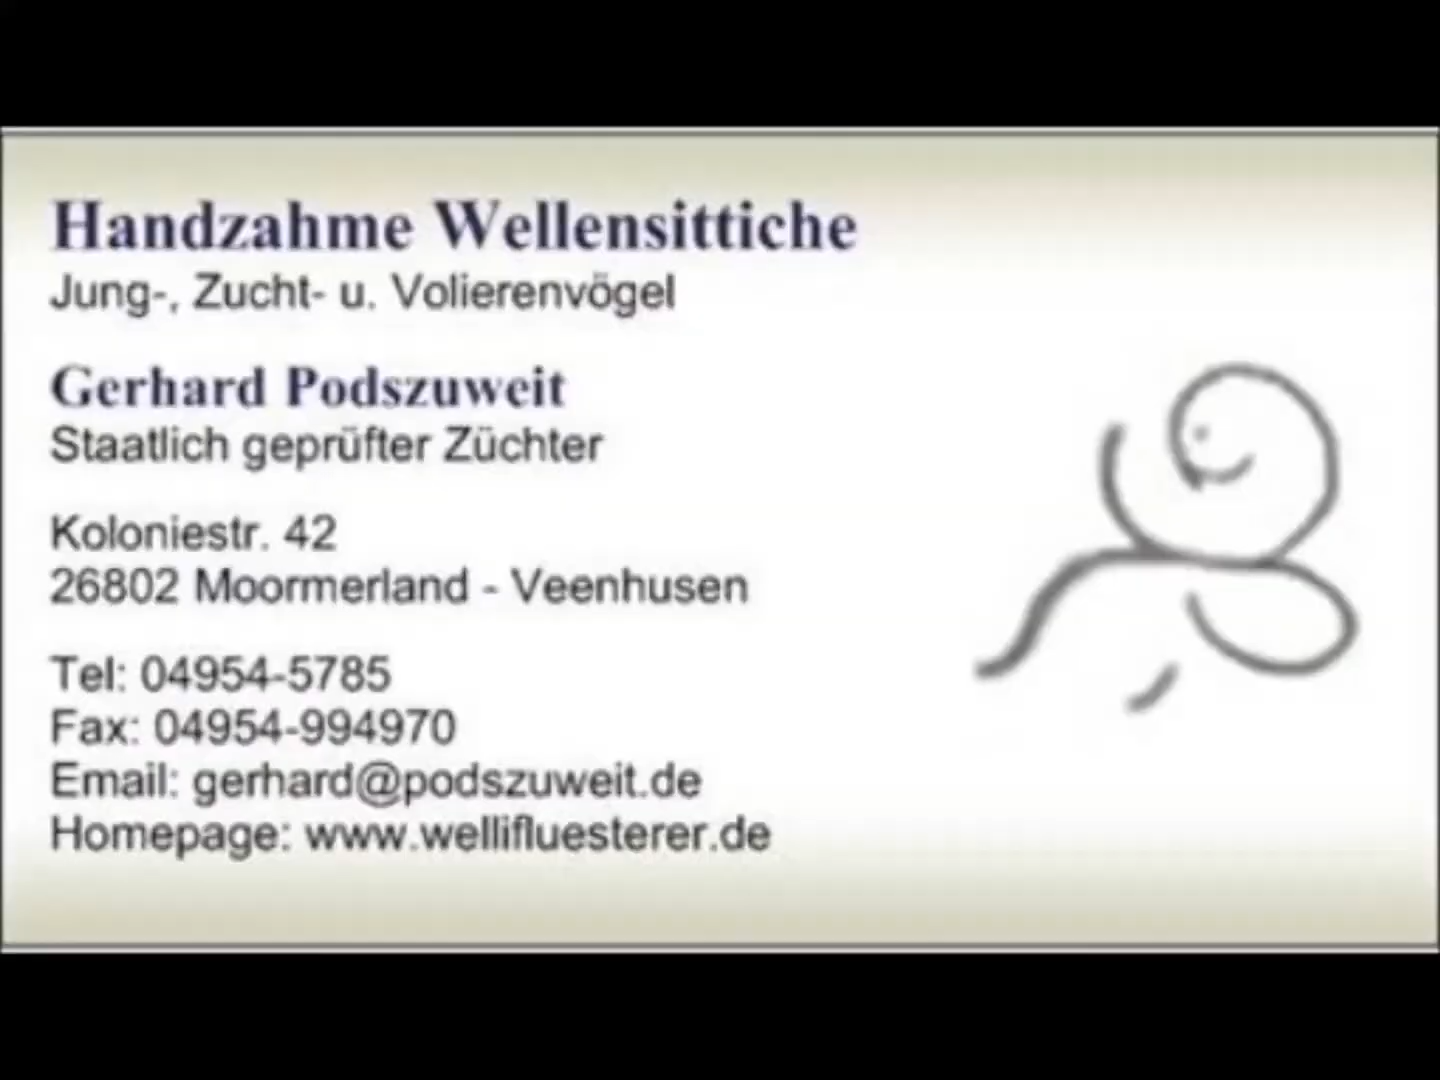 Handzahme Wellensittiche
Jung-, Zucht- u. Volierenvögel
Gerhard Podszuweit
Staatlich geprüfter Züchter
Koloniestr. 42
26802 Moormerland - Veenhusen
Tel: 04954-5785
Fax: 04954-994970
Email: gerhard@podszuweit.de
Homepage: www.wellifluesterer.de